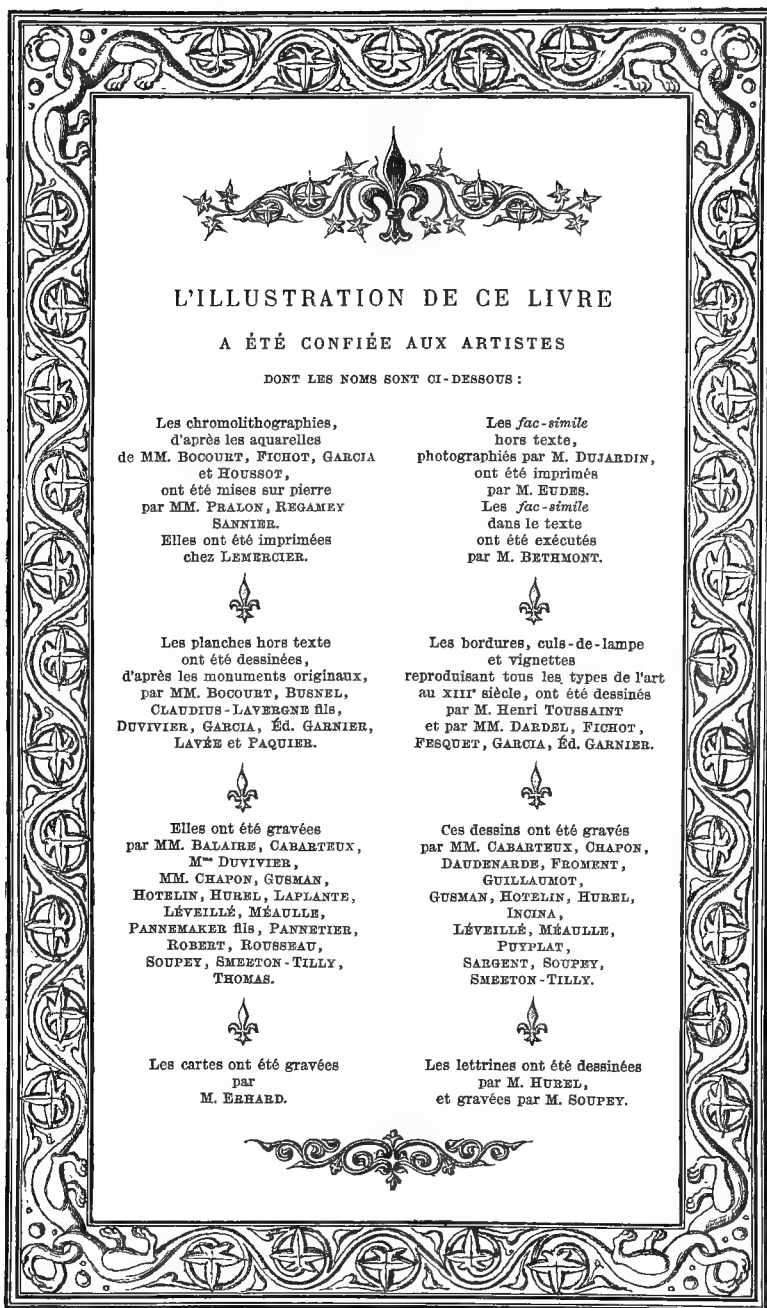 L'ILLUSTRATION DE CE LIVRE
A ÉTÉ CONFIÉE AUX ARTISTES
DONT LES NOMS SONT CI-DESSOUS :
Les chromolithographies,
d'après les aquarelles
de MM. BOCOURT, FICHOT, GARCIA
et HOUSSOT,
ont été mises sur pierre
par MM. PRALON, REGAMEY
SANNIER.
Elles ont été imprimées
chez LEMERCIER.
Les planches hors texte
ont été dessinées,
d'après les monuments originaux,
par MM. BOCOURT, BUSNEL,
CLAUDIUS-LAVERGNE fils,
DUVIVIER, GARCIA, Éd. GARNIER,
LAVÉE et PAQUIER.
Elles ont été gravées
par MM. BALAIRE, CABARTEUX,
Mme DUVIVIER,
MM. CHAPON, GUSMAN,
HOTELIN, HUREL, LAPLANTE,
LÉVEILLÉ, MÉAULLE,
PANNEMAKER fils, PANNETIER,
ROBERT, ROUSSEAU,
SOUPEY, SMEETON-TILLY,
THOMAS.
Les cartes ont été gravées
par
M. ERHARD.
Les fac-simile
hors texte,
photographiés par M. DUJARDIN,
ont été imprimés
par M. EUDES.
Les fac-simile
dans le texte
ont été exécutés
par M. BETHMONT.
Les bordures, culs-de-lampe
et vignettes
reproduisant tous les types de l'art
au XIIIe siècle, ont été dessinés
par M. Henri TOUSSAINT
et par MM. DARDEL, FICHOT,
FESQUET, GARCIA, Éd. GARNIER.
Ces dessins ont été gravés
par MM. CABARTEUX, CHAPON,
DAUDENARDE, FROMENT,
GUILLAUMOT,
GUSMAN, HOTELIN, HUREL,
INCINA,
LÉVEILLÉ, MÉAULLE,
PUYPLAT,
SARGENT, SOUPEY,
SMEETON-TILLY.
Les lettrines ont été dessinées
par M. HUREL,
et gravées par M. SOUPEY.